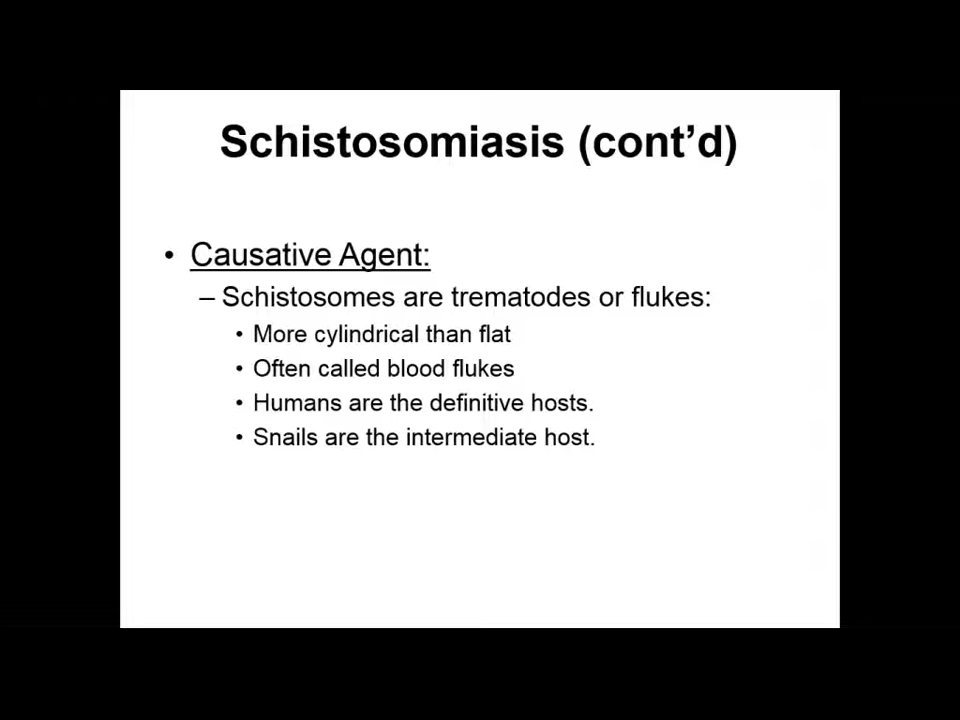 Schistosomiasis (cont’d)
• Causative Agent:
– Schistosomes are trematodes or flukes:
• More cylindrical than flat
• Often called blood flukes
• Humans are the definitive hosts.
• Snails are the intermediate host.